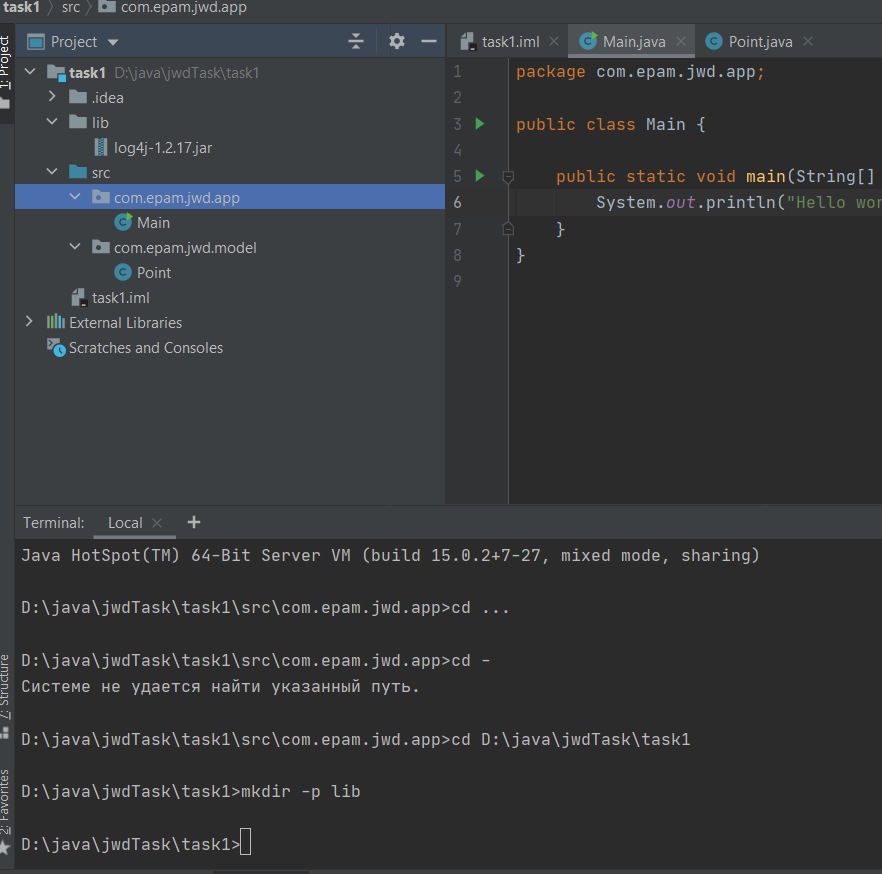 task1 src com.epam.jwd.app
1: Project
Project
task1 D:\java\jwdTask\task1
.idea
lib
log4j-1.2.17.jar
src
com.epam.jwd.app
Main
com.epam.jwd.model
Point
task1.iml
External Libraries
Scratches and Consoles
task1.iml Main.java Point.java
1 package com.epam.jwd.app;
2
3 public class Main {
4
5 public static void main(String[]
6 System.out.println("Hello wor
7 }
8 }
9
Terminal: Local +
Java HotSpot(TM) 64-Bit Server VM (build 15.0.2+7-27, mixed mode, sharing)
D:\java\jwdTask\task1\src\com.epam.jwd.app>cd ...
D:\java\jwdTask\task1\src\com.epam.jwd.app>cd -
Системе не удается найти указанный путь.
D:\java\jwdTask\task1\src\com.epam.jwd.app>cd D:\java\jwdTask\task1
D:\java\jwdTask\task1>mkdir -p lib
D:\java\jwdTask\task1>
7: Structure
2: Favorites